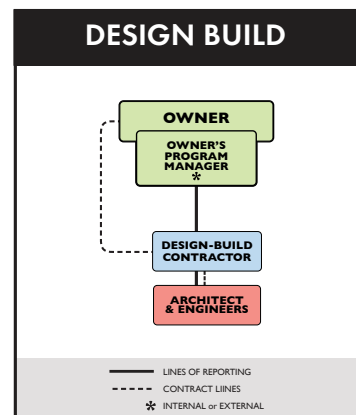 DESIGN BUILD
OWNER
OWNER'S
PROGRAM
MANAGER
*
DESIGN-BUILD
CONTRACTOR
ARCHITECT
& ENGINEERS
LINES OF REPORTING
CONTRACT LIINES
* INTERNAL or EXTERNAL